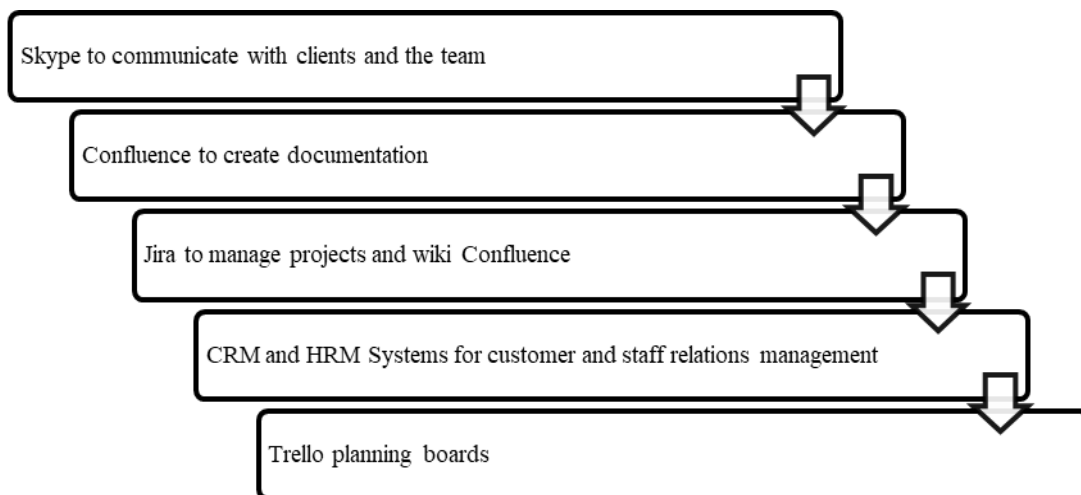 Skype to communicate with clients and the team
Confluence to create documentation
Jira to manage projects and wiki Confluence
CRM and HRM Systems for customer and staff relations management
Trello planning boards